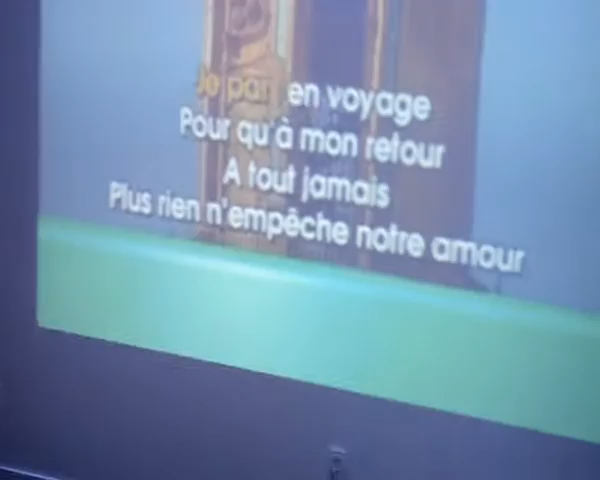 Je pars en voyage
Pour qu'à mon retour
A tout jamais
Plus rien n'empêche notre amour